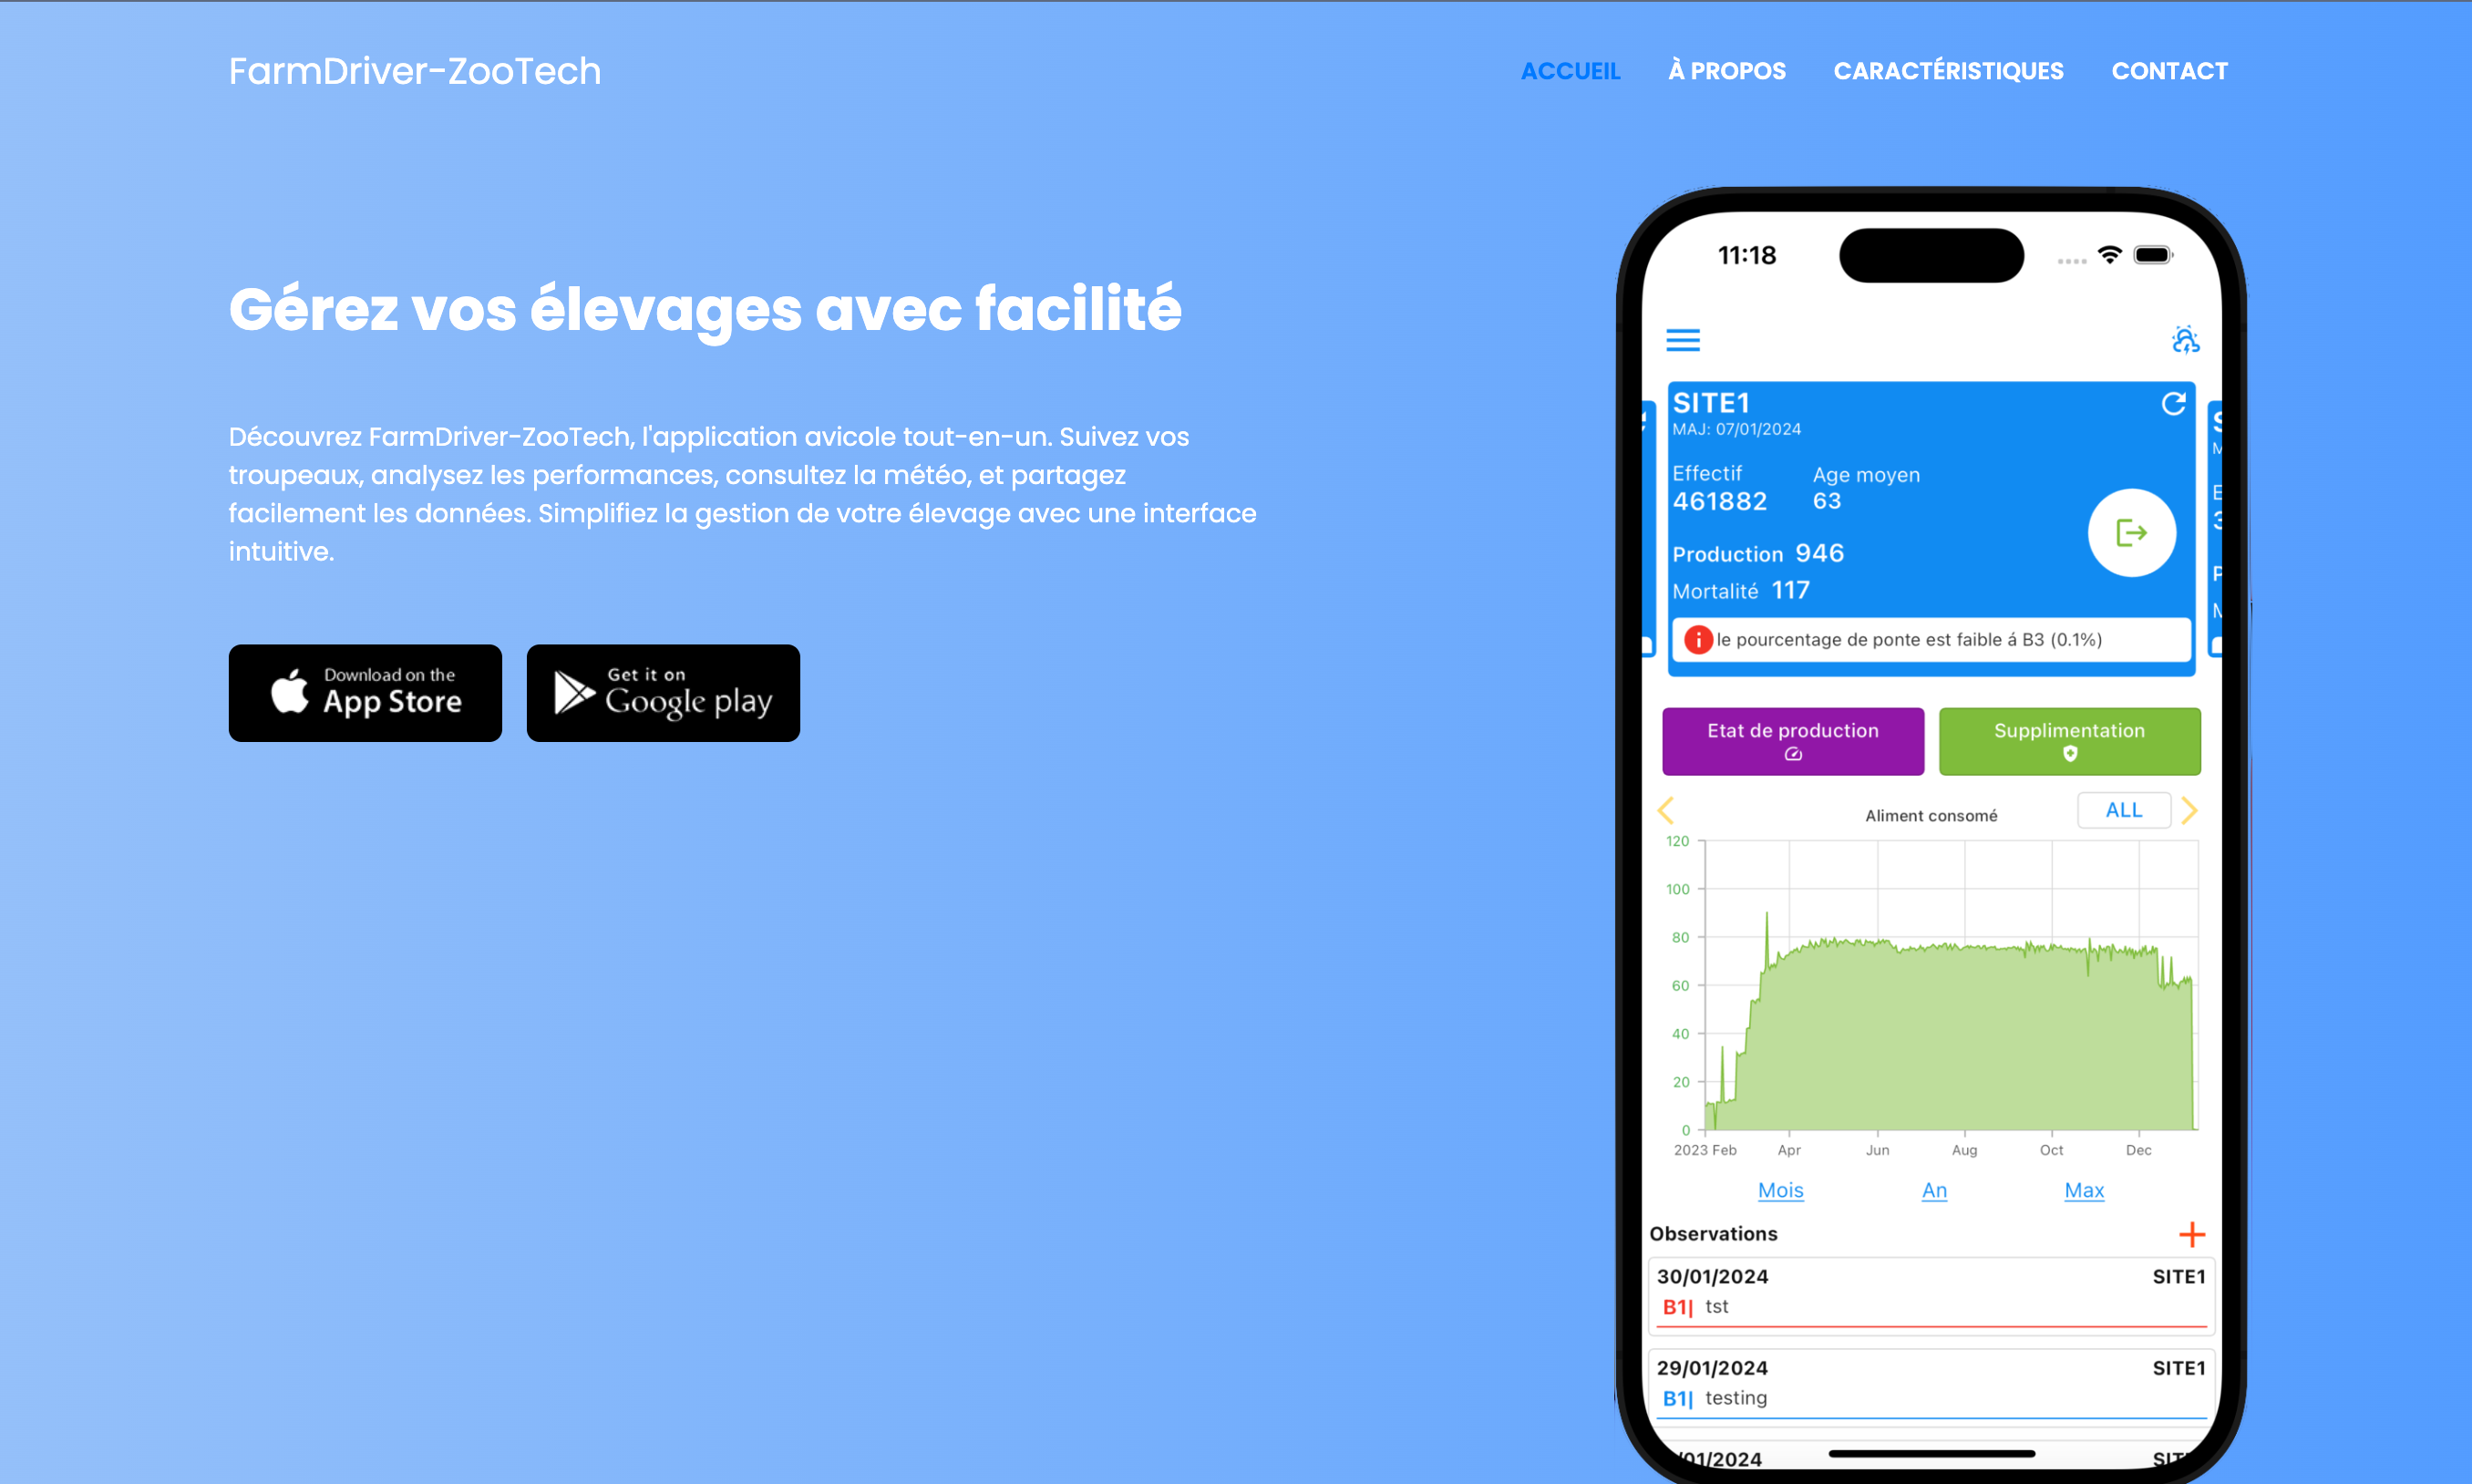 FarmDriver-ZooTech
ACCUEIL
À PROPOS
CARACTÉRISTIQUES
CONTACT
Gérez vos élevages avec facilité
Découvrez FarmDriver-ZooTech, l'application avicole tout-en-un. Suivez vos
troupeaux, analysez les performances, consultez la météo, et partagez
facilement les données. Simplifiez la gestion de votre élevage avec une interface
intuitive.
Download on the
App Store
Get it on
Google play
11:18
SITE1
MAJ: 07/01/2024
Effectif
461882
Age moyen
63
Production 946
Mortalité 117
le pourcentage de ponte est faible á B3 (0.1%)
Etat de production
Supplimentation
Aliment consomé
ALL
120
100
80
60
40
20
0
2023 Feb
Apr
Jun
Aug
Oct
Dec
Mois
An
Max
Observations
30/01/2024
SITE1
B1| tst
29/01/2024
SITE1
B1| testing
/01/2024